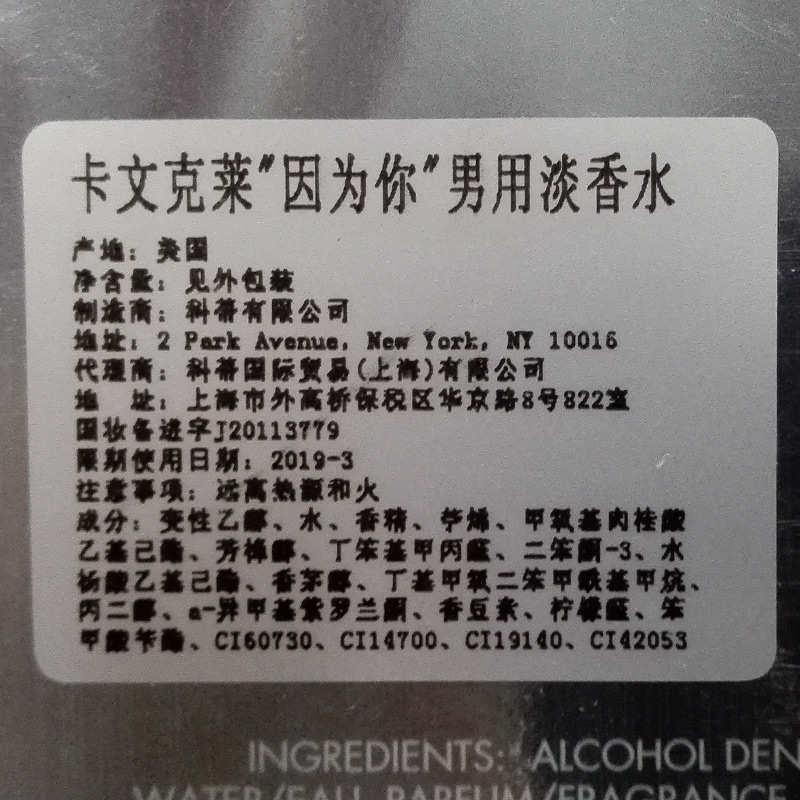 卡文克莱"因为你"男用淡香水
产地：美国
净含量：见外包装
制造商：科蒂有限公司
地址：2 Park Avenue, New York, NY 10016
代理商：科蒂国际贸易(上海)有限公司
地 址：上海市外高桥保税区华京路8号822室
国妆备进字J20113779
限期使用日期：2019-3
注意事项：远离热源和火
成分：变性乙醇、水、香精、苧烯、甲氧基肉桂酸
乙基己酯、芳樟醇、丁苯基甲丙醛、二苯酮-3、水
杨酸乙基己酯、香茅醇、丁基甲氧二苯甲酰基甲烷、
丙二醇、a-异甲基紫罗兰酮、香豆素、柠檬醛、苯
甲酸苄酯、CI60730、CI14700、CI19140、CI42053
INGREDIENTS: ALCOHOL DEN
WATER/EAU, PARFUM/FRAGRANCE